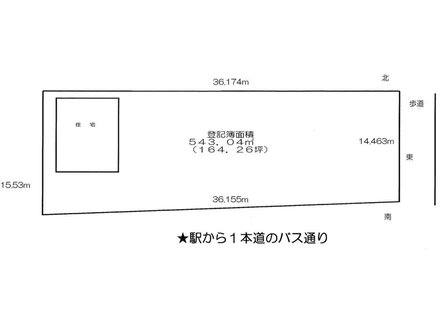 36.174m
北
歩道
住 宅
登記簿面積
543.04㎡
(164.26坪)
14.463m
東
15.53m
36.155m
南
★駅から1本道のバス通り